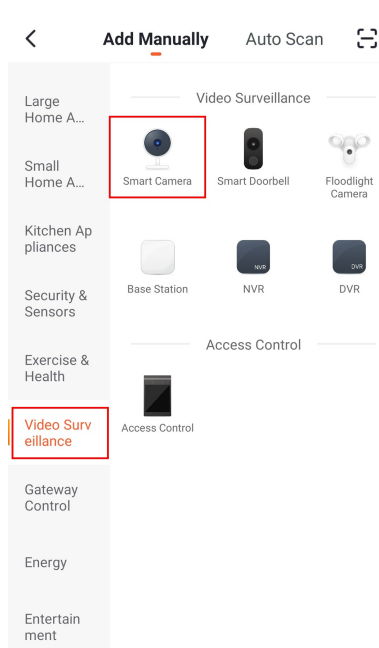 Add Manually Auto Scan
Large
Home A...
Small
Home A...
Kitchen Ap
pliances
Security &
Sensors
Exercise &
Health
Video Surv
eillance
Gateway
Control
Energy
Entertain
ment
Video Surveillance
Smart Camera
Smart Doorbell
Floodlight
Camera
NVR
DVR
Base Station
NVR
DVR
Access Control
Access Control